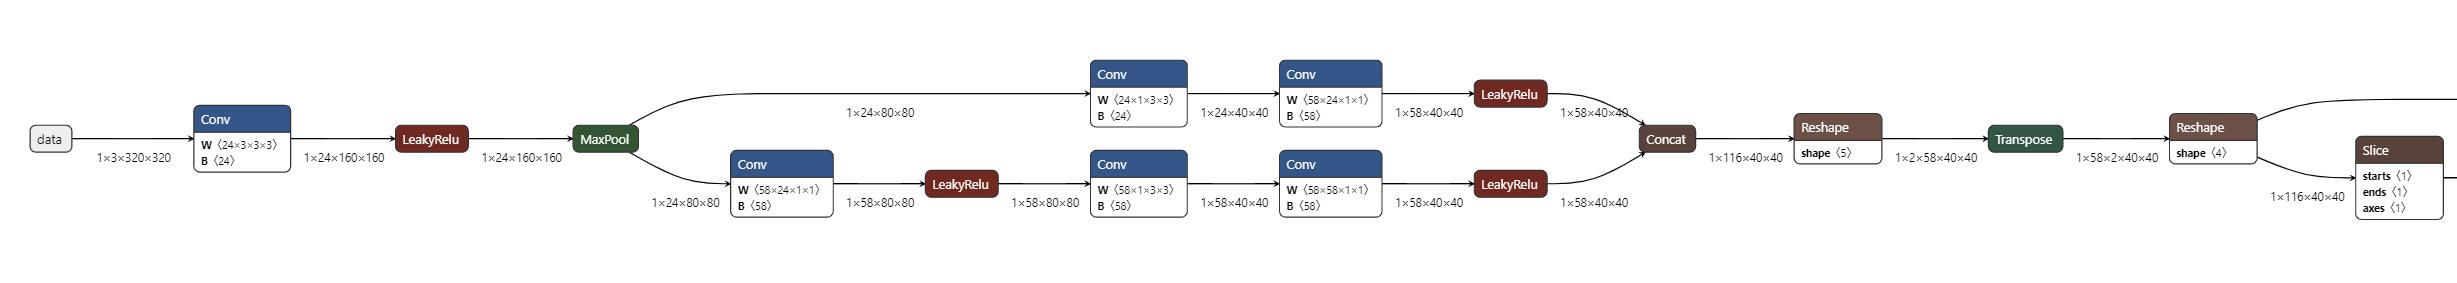 data
1×3×320×320
Conv
W 〈24×3×3×3〉
B 〈24〉
1×24×160×160
LeakyRelu
1×24×160×160
MaxPool
1×24×80×80
Conv
W 〈24×1×3×3〉
B 〈24〉
1×24×40×40
Conv
W 〈58×24×1×1〉
B 〈58〉
1×58×40×40
LeakyRelu
1×58×40×40
1×24×80×80
Conv
W 〈58×24×1×1〉
B 〈58〉
1×58×80×80
LeakyRelu
1×58×80×80
Conv
W 〈58×1×3×3〉
B 〈58〉
1×58×40×40
Conv
W 〈58×58×1×1〉
B 〈58〉
1×58×40×40
LeakyRelu
1×58×40×40
Concat
1×116×40×40
Reshape
shape 〈5〉
1×2×58×40×40
Transpose
1×58×2×40×40
Reshape
shape 〈4〉
1×116×40×40
Slice
starts 〈1〉
ends 〈1〉
axes 〈1〉